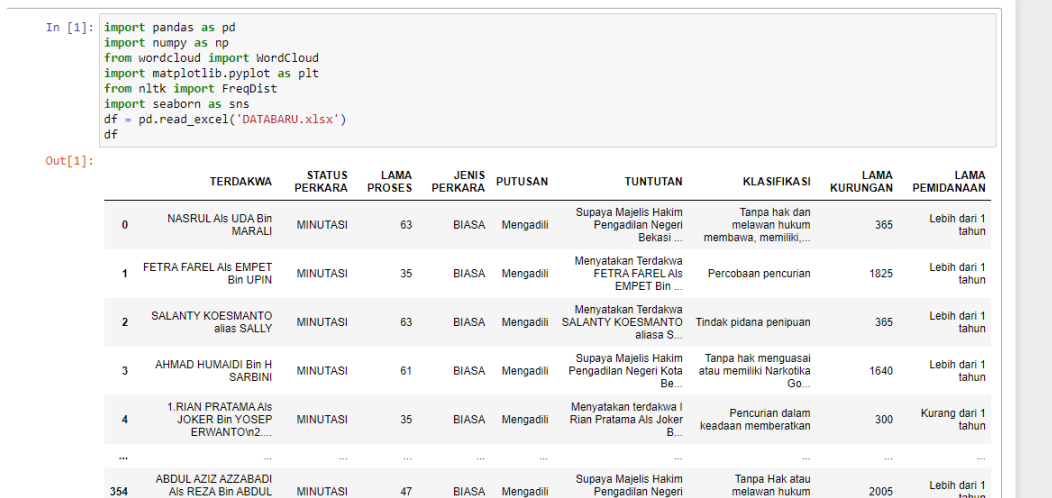 In [1]:
import pandas as pd
import numpy as np
from wordcloud import WordCloud
import matplotlib.pyplot as plt
from nltk import FreqDist
import seaborn as sns
df = pd.read_excel('DATABARU.xlsx')
df
Out[1]:
TERDAKWA STATUS PERKARA LAMA PROSES JENIS PERKARA PUTUSAN TUNTUTAN KLASIFIKASI LAMA KURUNGAN LAMA PEMIDANAAN
0 NASRUL Als UDA Bin MARALI MINUTASI 63 BIASA Mengadili Supaya Majelis Hakim Pengadilan Negeri Bekasi ... Tanpa hak dan melawan hukum membawa, memiliki,... 365 Lebih dari 1 tahun
1 FETRA FAREL Als EMPET Bin UPIN MINUTASI 35 BIASA Mengadili Menyatakan Terdakwa FETRA FAREL Als EMPET Bin ... Percobaan pencurian 1825 Lebih dari 1 tahun
2 SALANTY KOESMANTO alias SALLY MINUTASI 63 BIASA Mengadili Menyatakan Terdakwa SALANTY KOESMANTO aliasa S... Tindak pidana penipuan 365 Lebih dari 1 tahun
3 AHMAD HUMAIDI Bin H SARBINI MINUTASI 61 BIASA Mengadili Supaya Majelis Hakim Pengadilan Negeri Kota Be... Tanpa hak menguasai atau memiliki Narkotika Go... 1640 Lebih dari 1 tahun
4 1.RIAN PRATAMA Als JOKER Bin YOSEP ERWANTO\n2.... MINUTASI 35 BIASA Mengadili Menyatakan terdakwa I Rian Pratama Als Joker B... Pencurian dalam keadaan memberatkan 300 Kurang dari 1 tahun
... ... ... ... ... ... ... ... ... ...
354 ABDUL AZIZ AZZABADI Als REZA Bin ABDUL MINUTASI 47 BIASA Mengadili Supaya Majelis Hakim Pengadilan Negeri Tanpa Hak atau melawan hukum 2005 Lebih dari 1 tahun